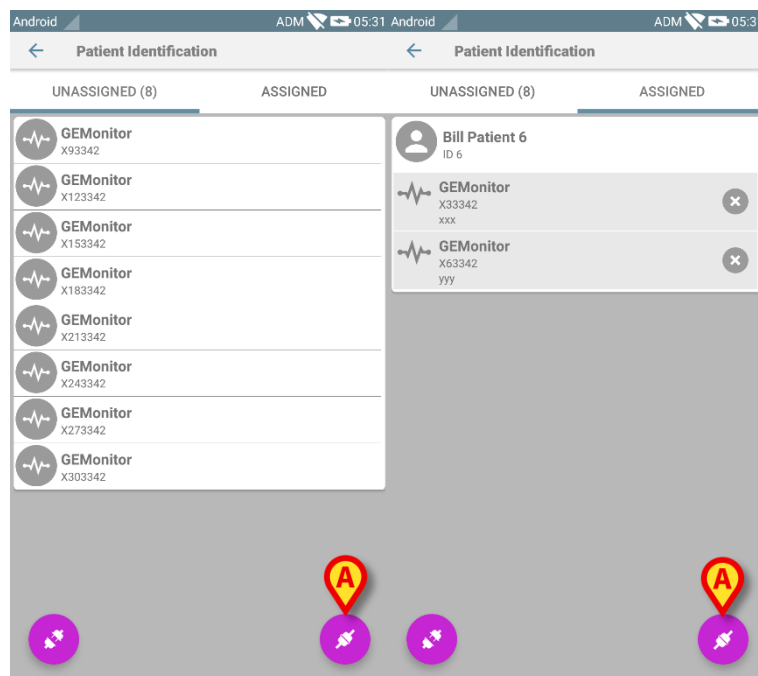 Android ADM 05:31
Patient Identification
UNASSIGNED (8) ASSIGNED
GEMonitor
X93342
GEMonitor
X123342
GEMonitor
X153342
GEMonitor
X183342
GEMonitor
X213342
GEMonitor
X243342
GEMonitor
X273342
GEMonitor
X303342
A
Android ADM 05:3
Patient Identification
UNASSIGNED (8) ASSIGNED
Bill Patient 6
ID 6
GEMonitor
X33342
xxx
GEMonitor
X63342
yyy
A